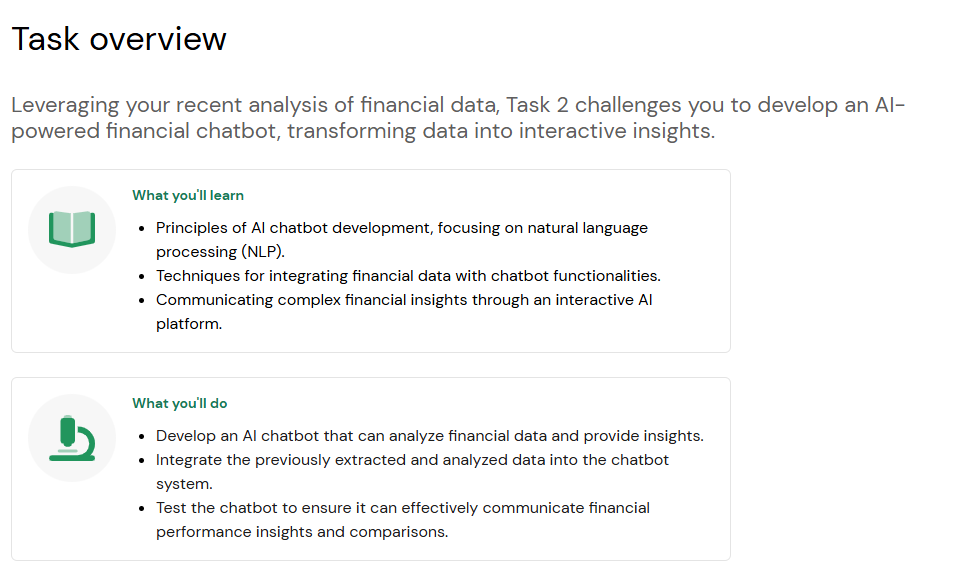 Task overview
Leveraging your recent analysis of financial data, Task 2 challenges you to develop an AI-
powered financial chatbot, transforming data into interactive insights.
What you'll learn
• Principles of AI chatbot development, focusing on natural language
processing (NLP).
• Techniques for integrating financial data with chatbot functionalities.
• Communicating complex financial insights through an interactive AI
platform.
What you'll do
• Develop an AI chatbot that can analyze financial data and provide insights.
• Integrate the previously extracted and analyzed data into the chatbot
system.
• Test the chatbot to ensure it can effectively communicate financial
performance insights and comparisons.